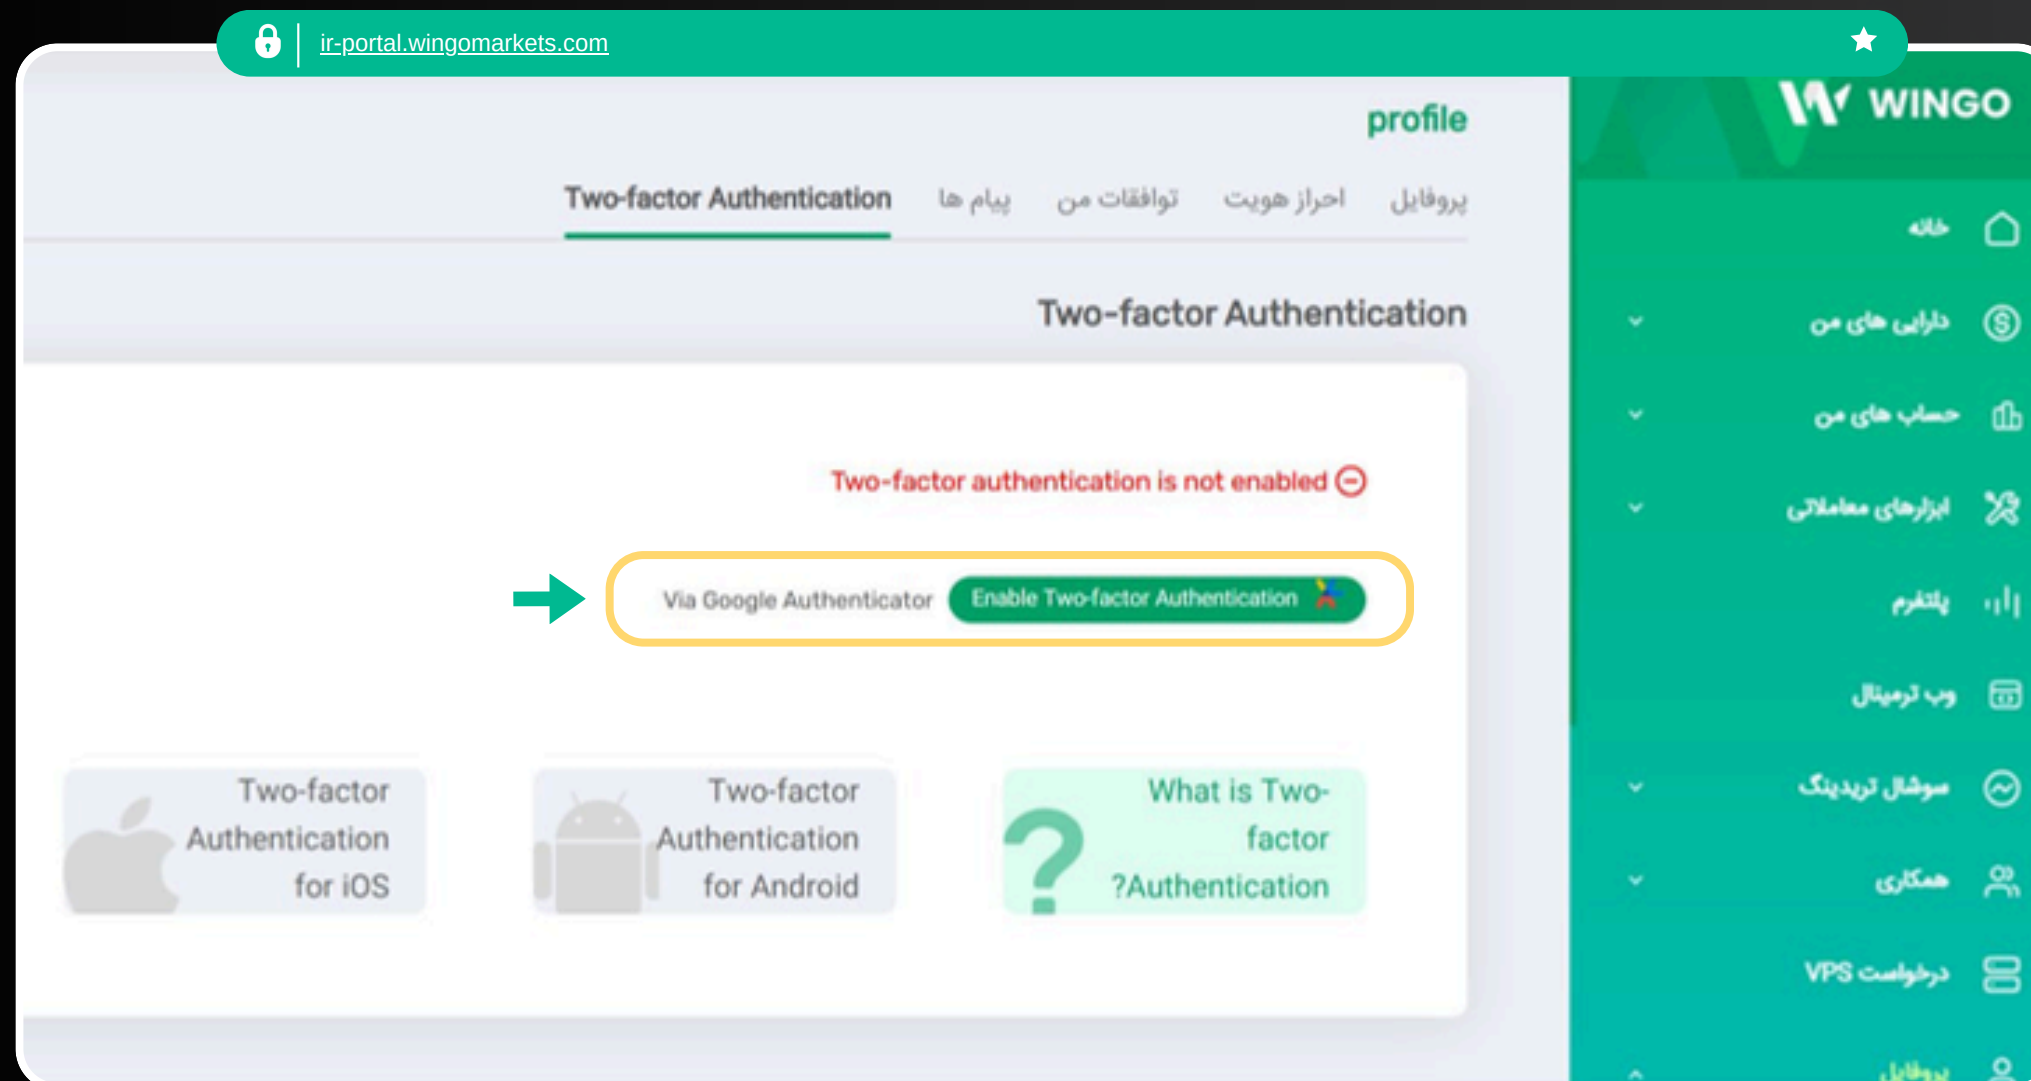 ir-portal.wingomarkets.com
WINGO
profile
پروفایل
احراز هویت
توافقات من
پیام ها
Two-factor Authentication
Two-factor Authentication
Two-factor authentication is not enabled
Enable Two-factor Authentication
Via Google Authenticator
What is Two-
factor
?Authentication
Two-factor
Authentication
for Android
Two-factor
Authentication
for iOS
خانه
دارایی های من
حساب های من
ابزارهای معاملاتی
پلتفرم
وب ترمینال
سوشال تریدینگ
همکاری
درخواست VPS
پروفایل